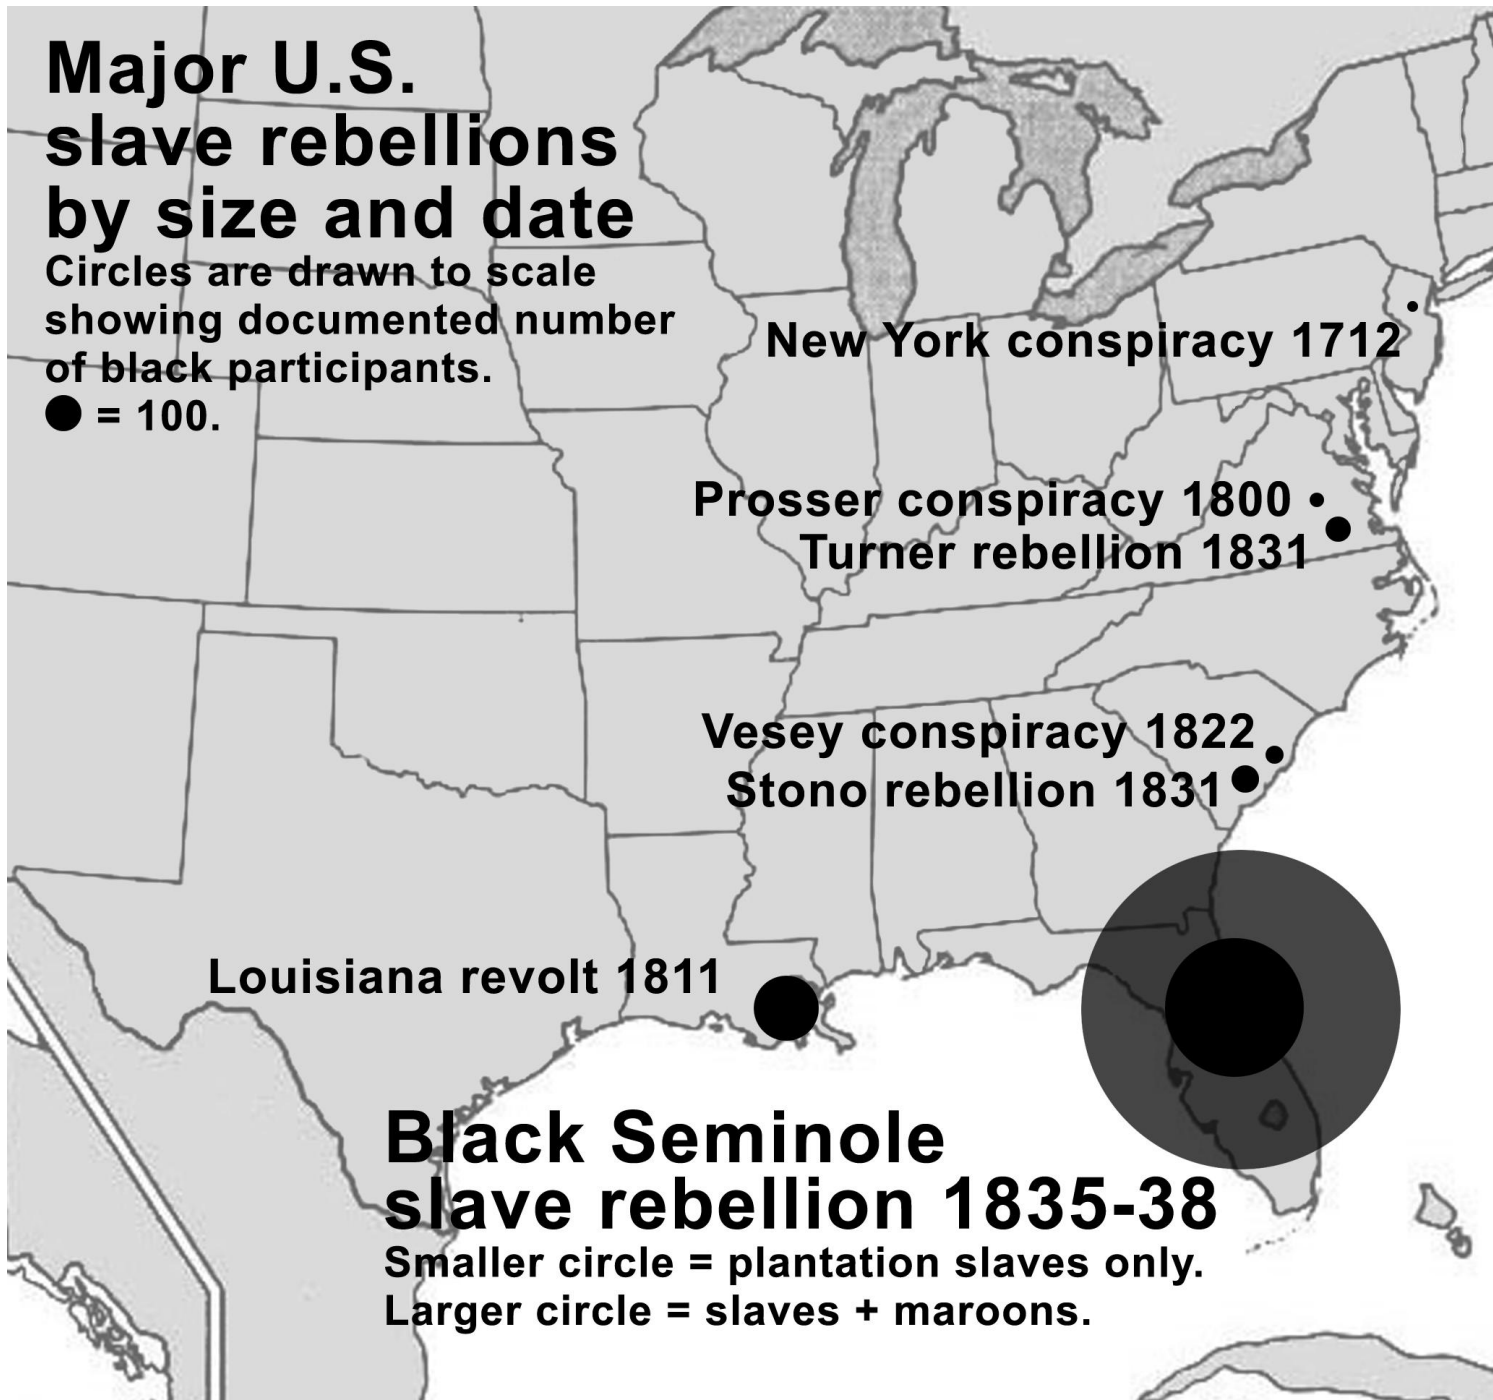 Major U.S.
slave rebellions
by size and date
Circles are drawn to scale
showing documented number
of black participants.
= 100.
New York conspiracy 1712
Prosser conspiracy 1800
Turner rebellion 1831
Vesey conspiracy 1822
Stono rebellion 1831
Louisiana revolt 1811
Black Seminole
slave rebellion 1835-38
Smaller circle = plantation slaves only.
Larger circle = slaves + maroons.